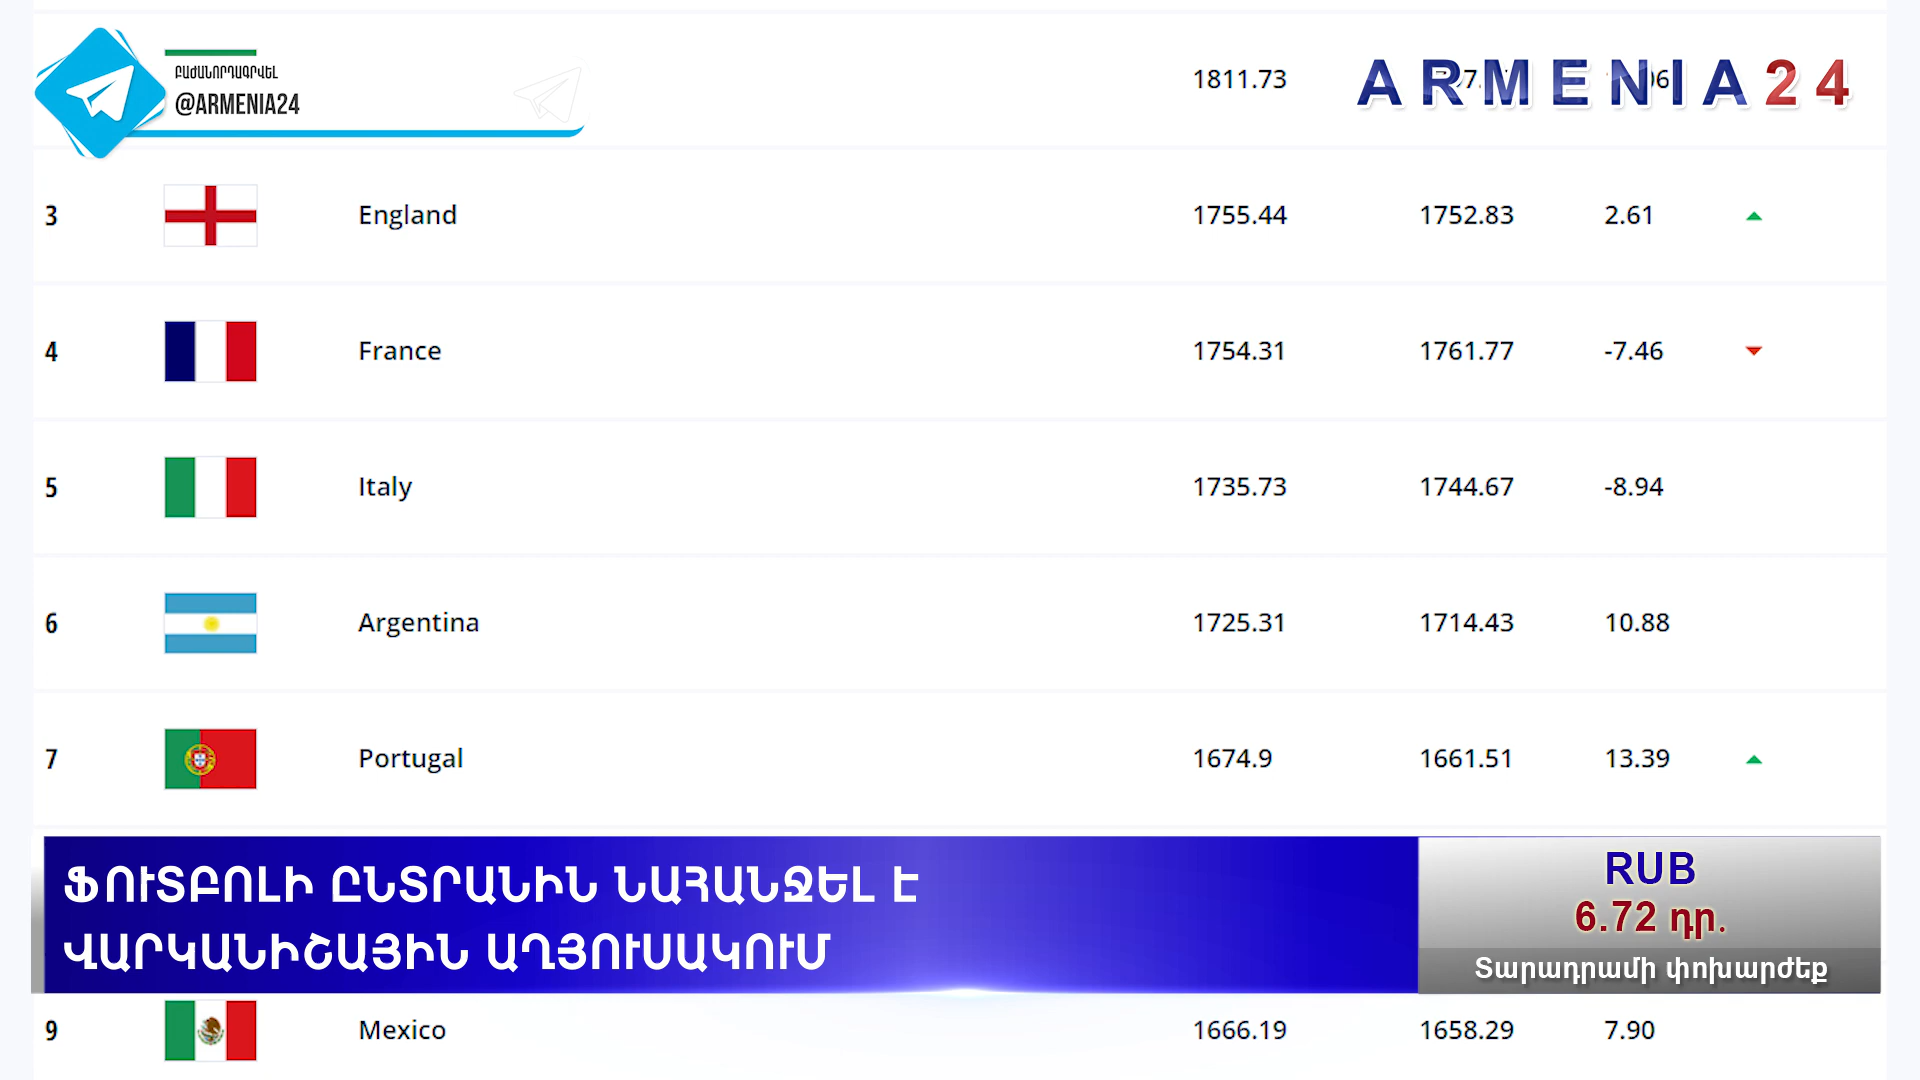 ԲԱԺԱՆՈՐԴԱԳՐՎԵԼ
@ARMENIA24
1811.73
ARMENIA24
3 England 1755.44 1752.83 2.61
4 France 1754.31 1761.77 -7.46
5 Italy 1735.73 1744.67 -8.94
6 Argentina 1725.31 1714.43 10.88
7 Portugal 1674.9 1661.51 13.39
ՖՈՒՏԲՈԼԻ ԸՆՏՐԱՆԻՆ ՆԱՀԱՆՋԵԼ Է
ՎԱՐԿԱՆԻՇԱՅԻՆ ԱՂՅՈՒՍԱԿՈՒՄ
RUB
6.72 դր.
Տարադրամի փոխարժեք
9 Mexico 1666.19 1658.29 7.90